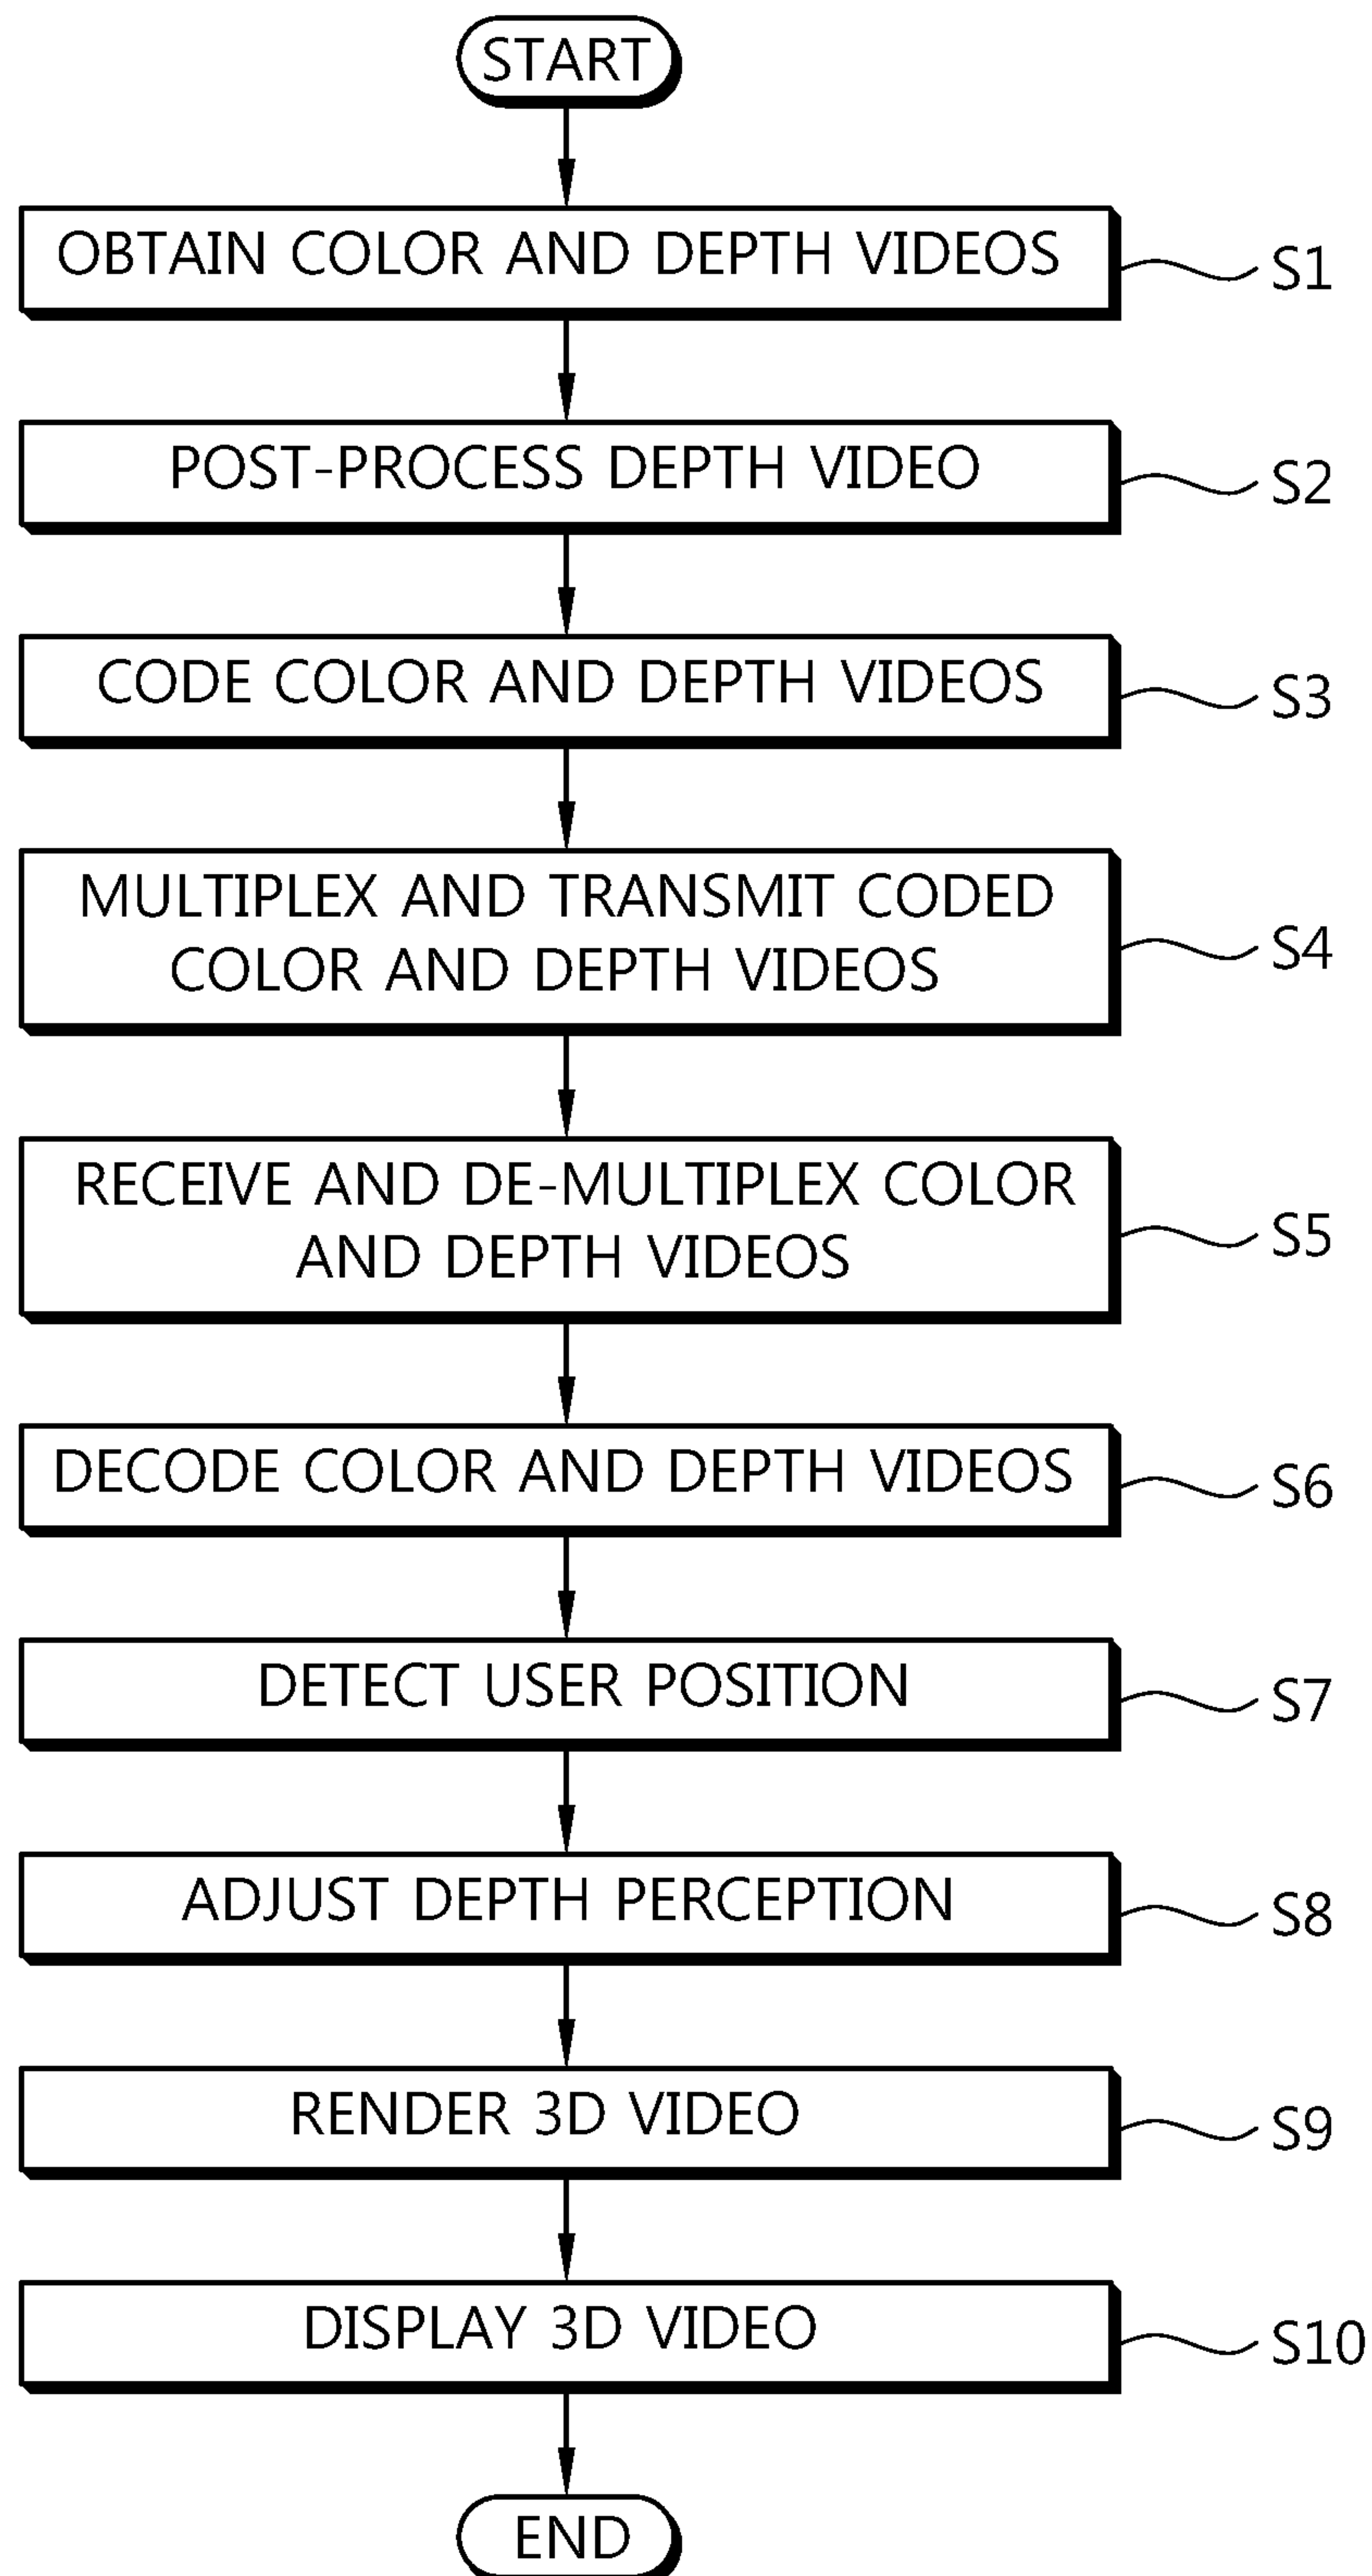 START
OBTAIN COLOR AND DEPTH VIDEOS
S1
POST-PROCESS DEPTH VIDEO
S2
CODE COLOR AND DEPTH VIDEOS
S3
MULTIPLEX AND TRANSMIT CODED
COLOR AND DEPTH VIDEOS
S4
RECEIVE AND DE-MULTIPLEX COLOR
AND DEPTH VIDEOS
S5
DECODE COLOR AND DEPTH VIDEOS
S6
DETECT USER POSITION
S7
ADJUST DEPTH PERCEPTION
S8
RENDER 3D VIDEO
S9
DISPLAY 3D VIDEO
S10
END